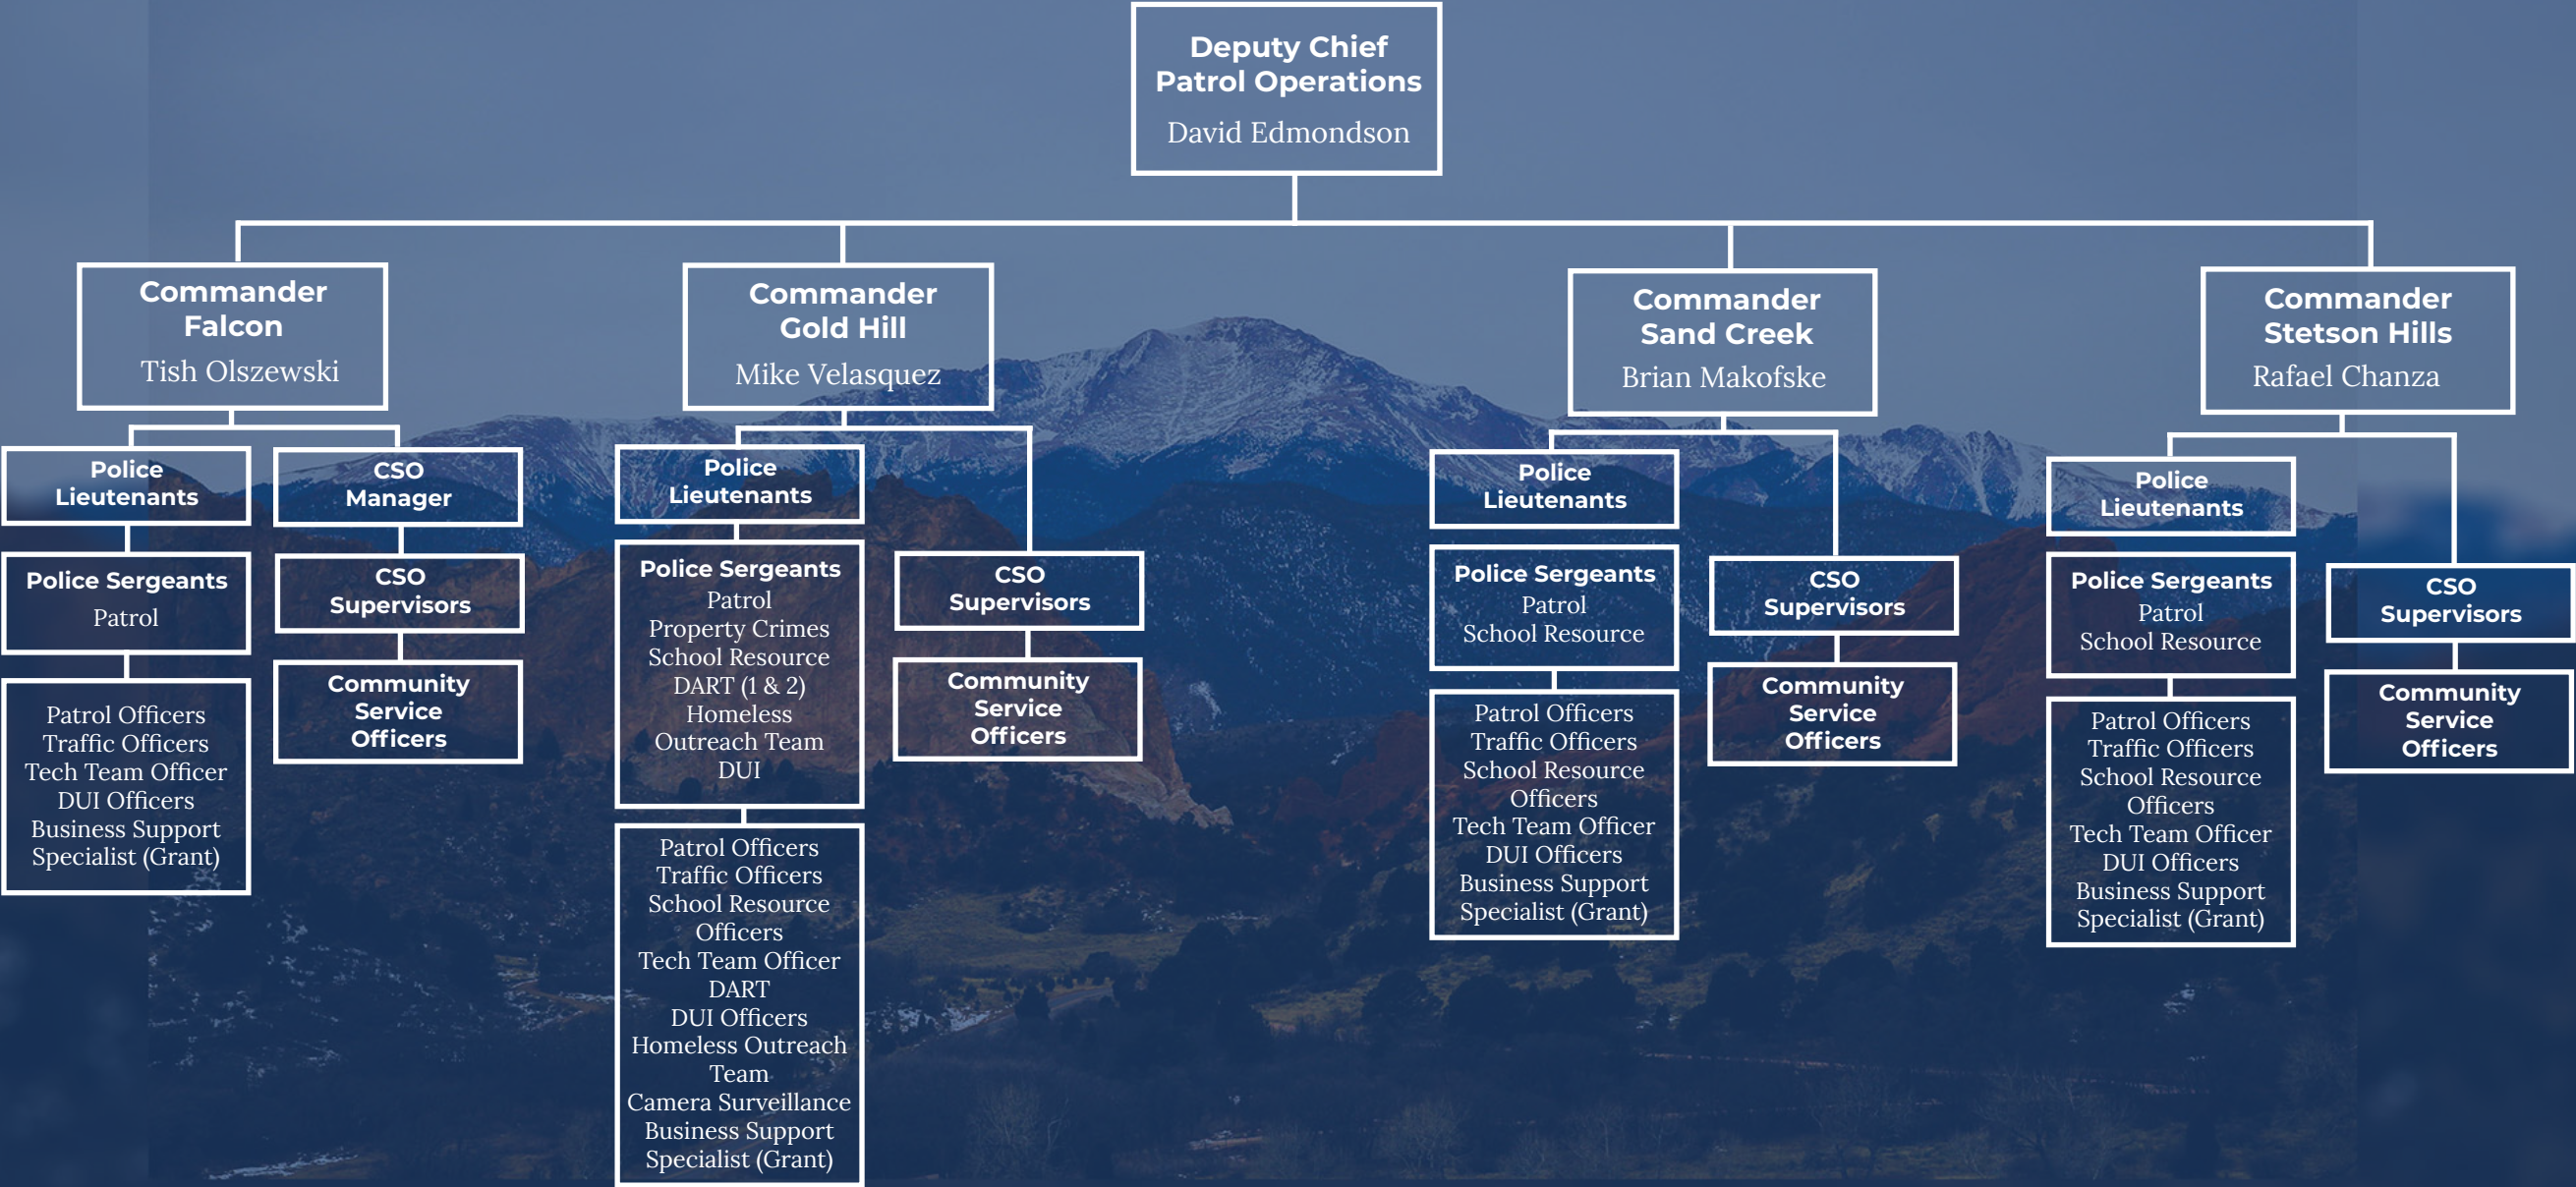 Deputy Chief
Patrol Operations
David Edmondson
Commander
Falcon
Tish Olszewski
Police
Lieutenants
Police Sergeants
Patrol
Patrol Officers
Traffic Officers
Tech Team Officer
DUI Officers
Business Support
Specialist (Grant)
CSO
Manager
CSO
Supervisors
Community
Service
Officers
Commander
Gold Hill
Mike Velasquez
Police
Lieutenants
Police Sergeants
Patrol
Property Crimes
School Resource
DART (1 & 2)
Homeless
Outreach Team
DUI
Patrol Officers
Traffic Officers
School Resource
Officers
Tech Team Officer
DART
DUI Officers
Homeless Outreach
Team
Camera Surveillance
Business Support
Specialist (Grant)
CSO
Supervisors
Community
Service
Officers
Commander
Sand Creek
Brian Makofske
Police
Lieutenants
Police Sergeants
Patrol
School Resource
Patrol Officers
Traffic Officers
School Resource
Officers
Tech Team Officer
DUI Officers
Business Support
Specialist (Grant)
CSO
Supervisors
Community
Service
Officers
Commander
Stetson Hills
Rafael Chanza
Police
Lieutenants
Police Sergeants
Patrol
School Resource
Patrol Officers
Traffic Officers
School Resource
Officers
Tech Team Officer
DUI Officers
Business Support
Specialist (Grant)
CSO
Supervisors
Community
Service
Officers